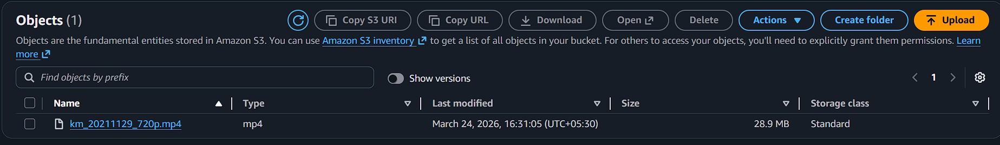 Objects (1)
Copy S3 URI
Copy URL
Download
Open
Delete
Actions
Create folder
Upload
Objects are the fundamental entities stored in Amazon S3. You can use Amazon S3 inventory to get a list of all objects in your bucket. For others to access your objects, you'll need to explicitly grant them permissions. Learn
more
Find objects by prefix
Show versions
1
Name Type Last modified Size Storage class
km_20211129_720p.mp4 mp4 March 24, 2026, 16:31:05 (UTC+05:30) 28.9 MB Standard